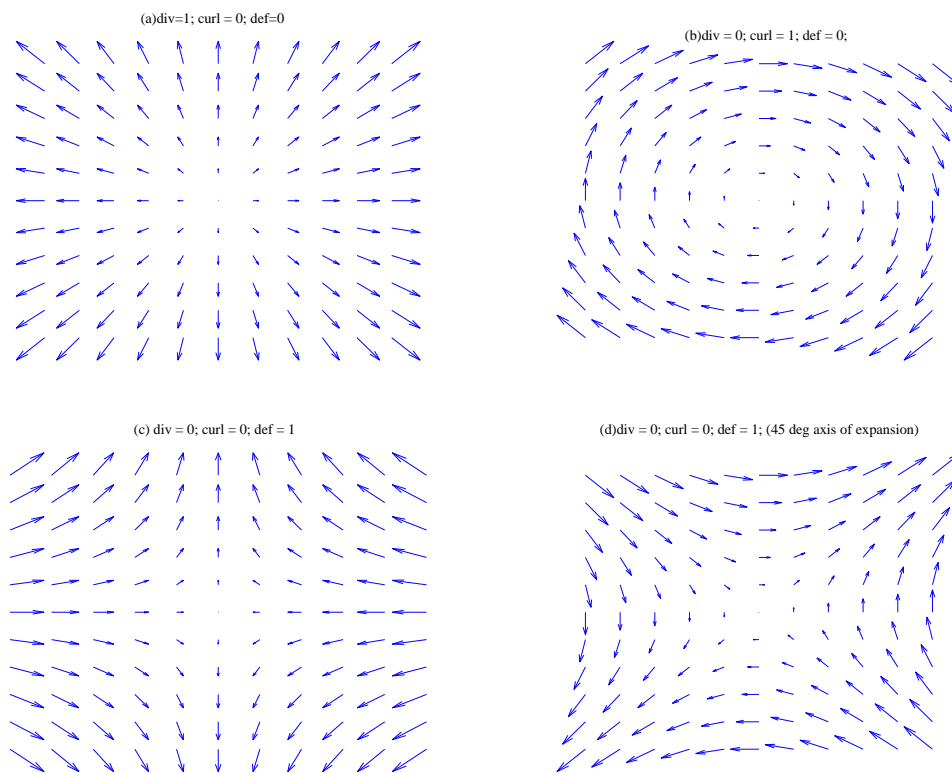 (a)div=1; curl = 0; def=0
(b)div = 0; curl = 1; def = 0;
(c) div = 0; curl = 0; def = 1
(d)div = 0; curl = 0; def = 1; (45 deg axis of expansion)